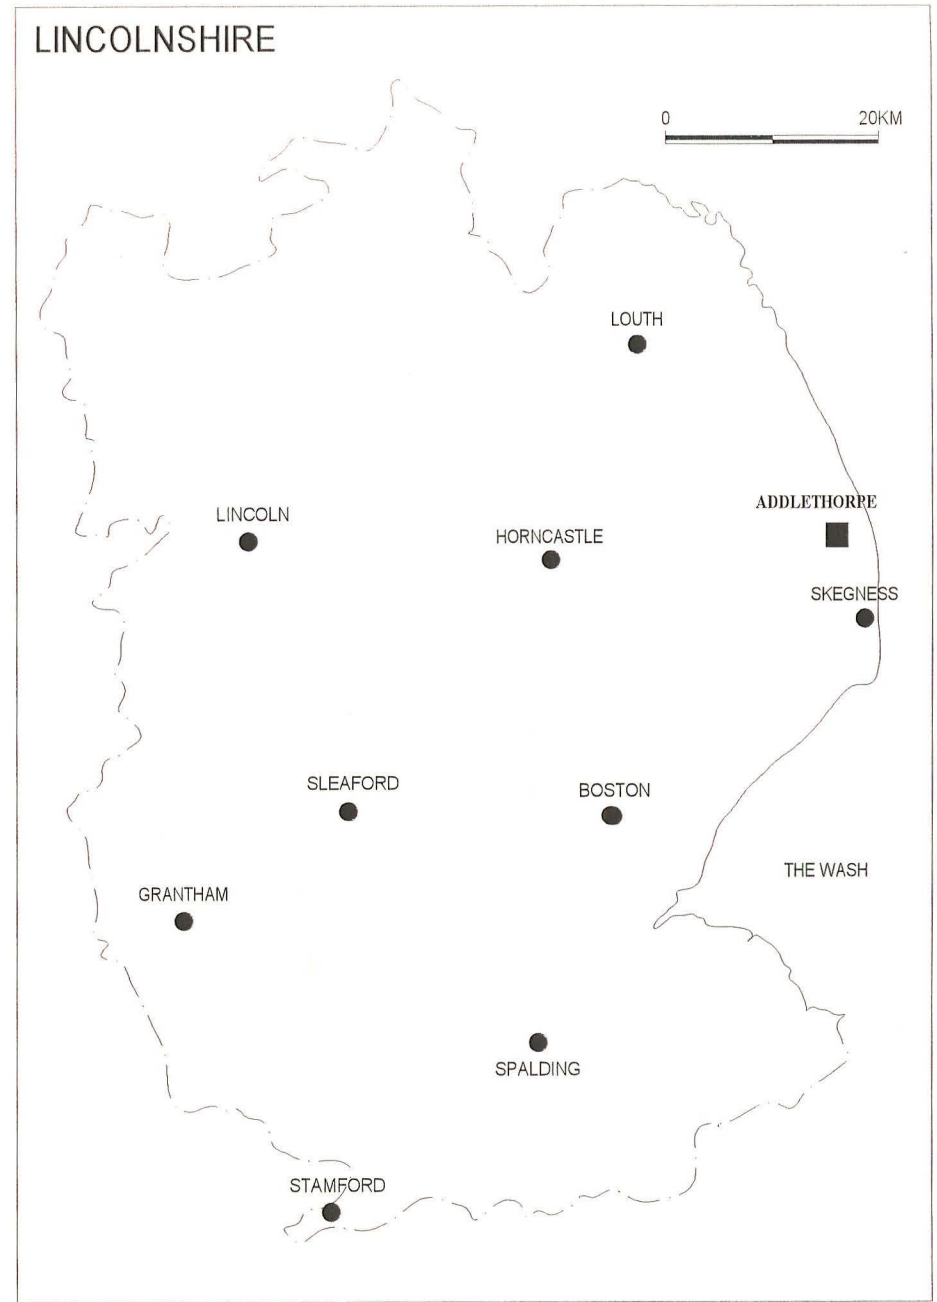 LINCOLNSHIRE
0 20KM
LOUTH
ADDLETHORPE
LINCOLN
HORNCASTLE
SKEGNESS
SLEAFORD
BOSTON
THE WASH
GRANTHAM
SPALDING
STAMFORD